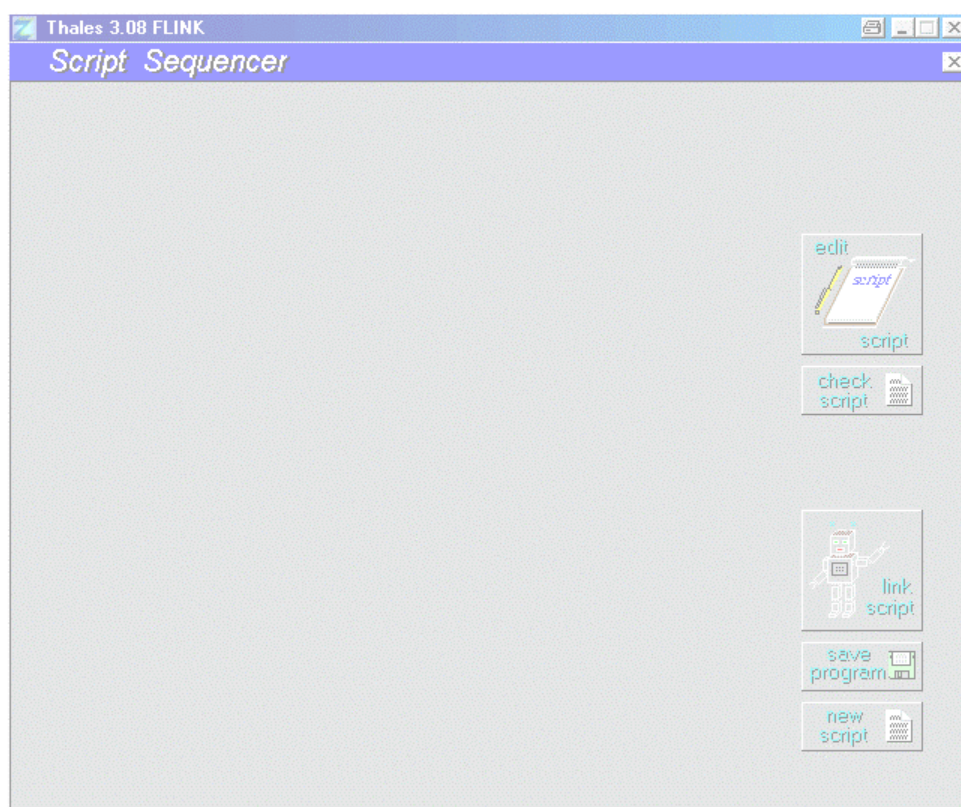 Thales 3.08 FLINK
Script Sequencer
edit
script
script
check
script
link
script
save
program
new
script